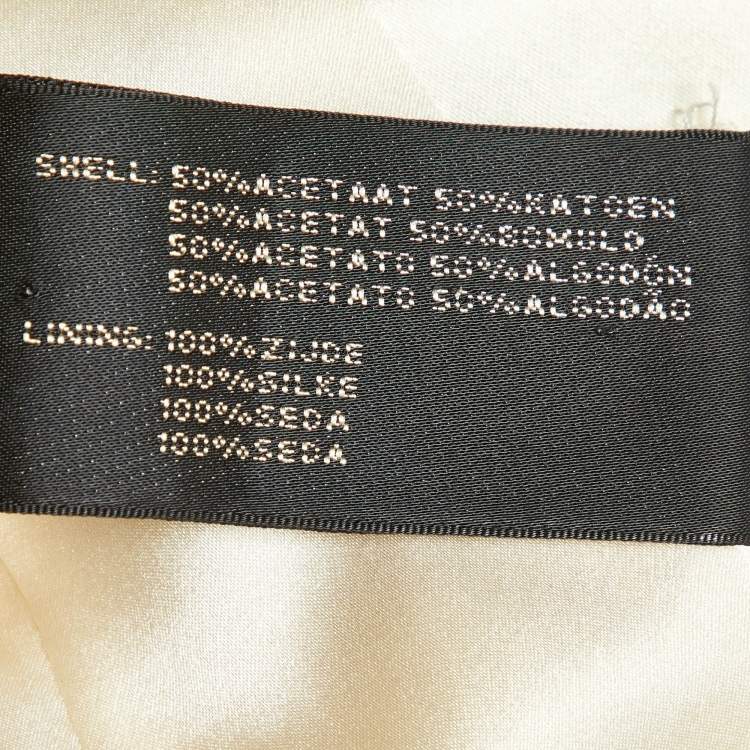 SHELL: 50%ACETAAT 50%KATOEN
50%ACETAT 50%BOMULD
50%ACETATO 50%ALGODÓN
50%ACETATO 50%ALGODÃO
LINING: 100%ZIJDE
100%SILKE
100%SEDA
100%SEDA